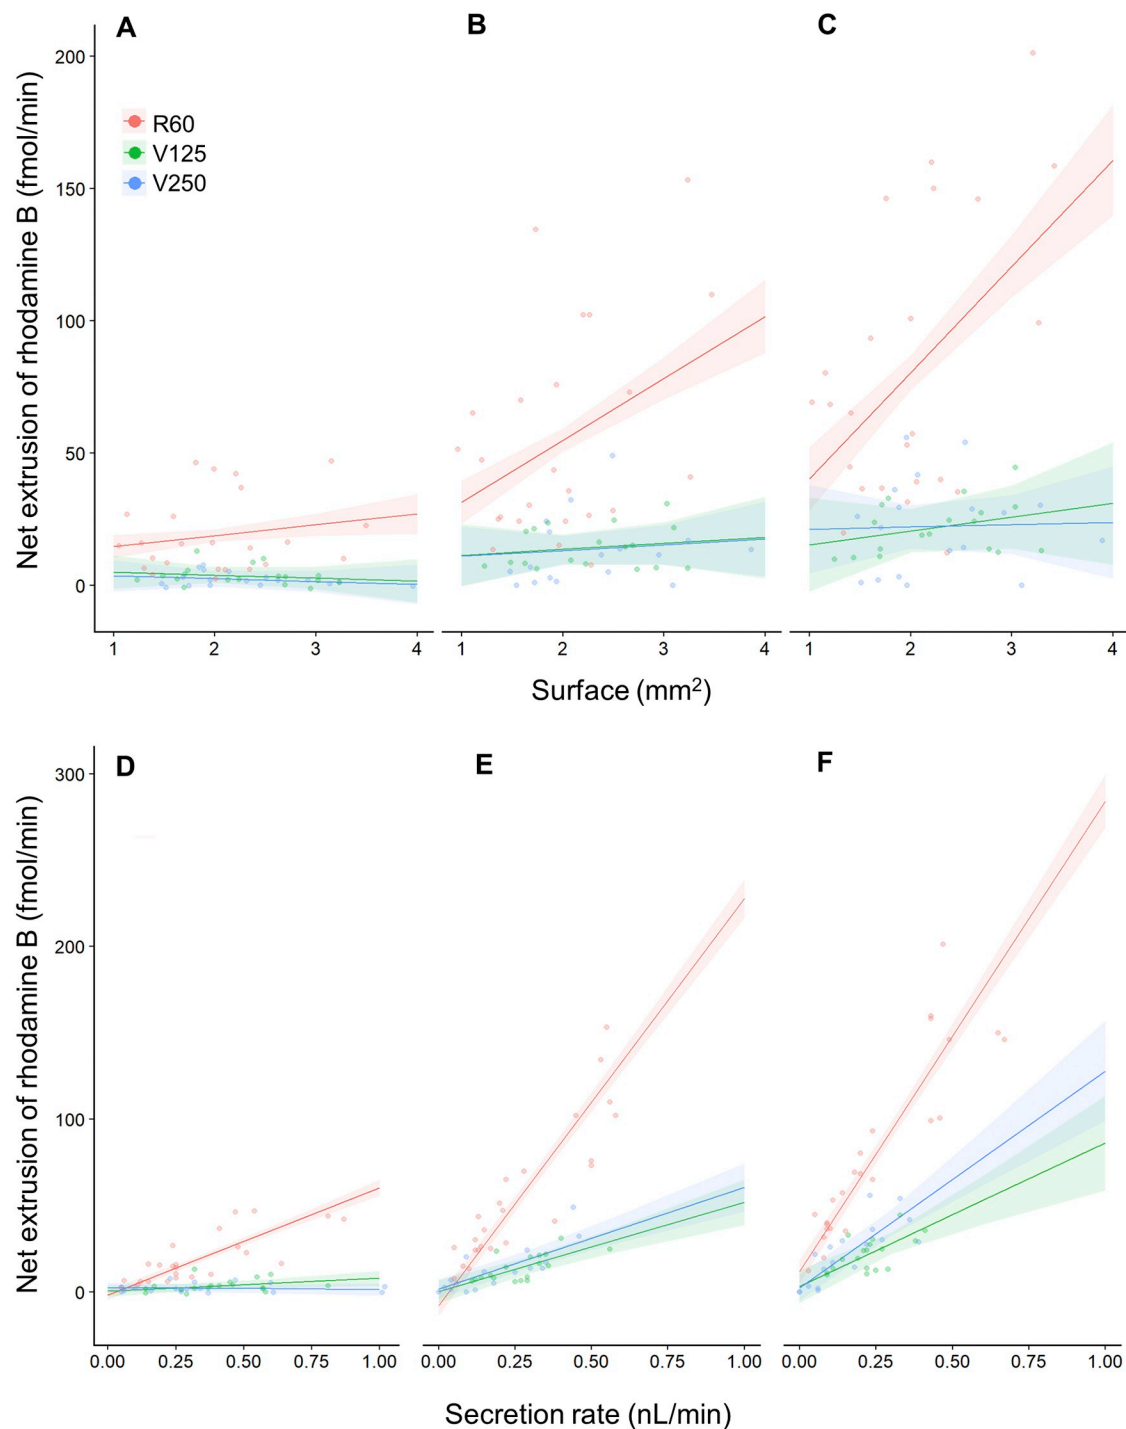 A B C
200
R60
V125
V250
150
100
50
0
Net extrusion of rhodamine B (fmol/min)
1 2 3 4 1 2 3 4 1 2 3 4
Surface (mm²)
D E F
300
200
100
0
Net extrusion of rhodamine B (fmol/min)
0.00 0.25 0.50 0.75 1.00 0.00 0.25 0.50 0.75 1.00 0.00 0.25 0.50 0.75 1.00
Secretion rate (nL/min)